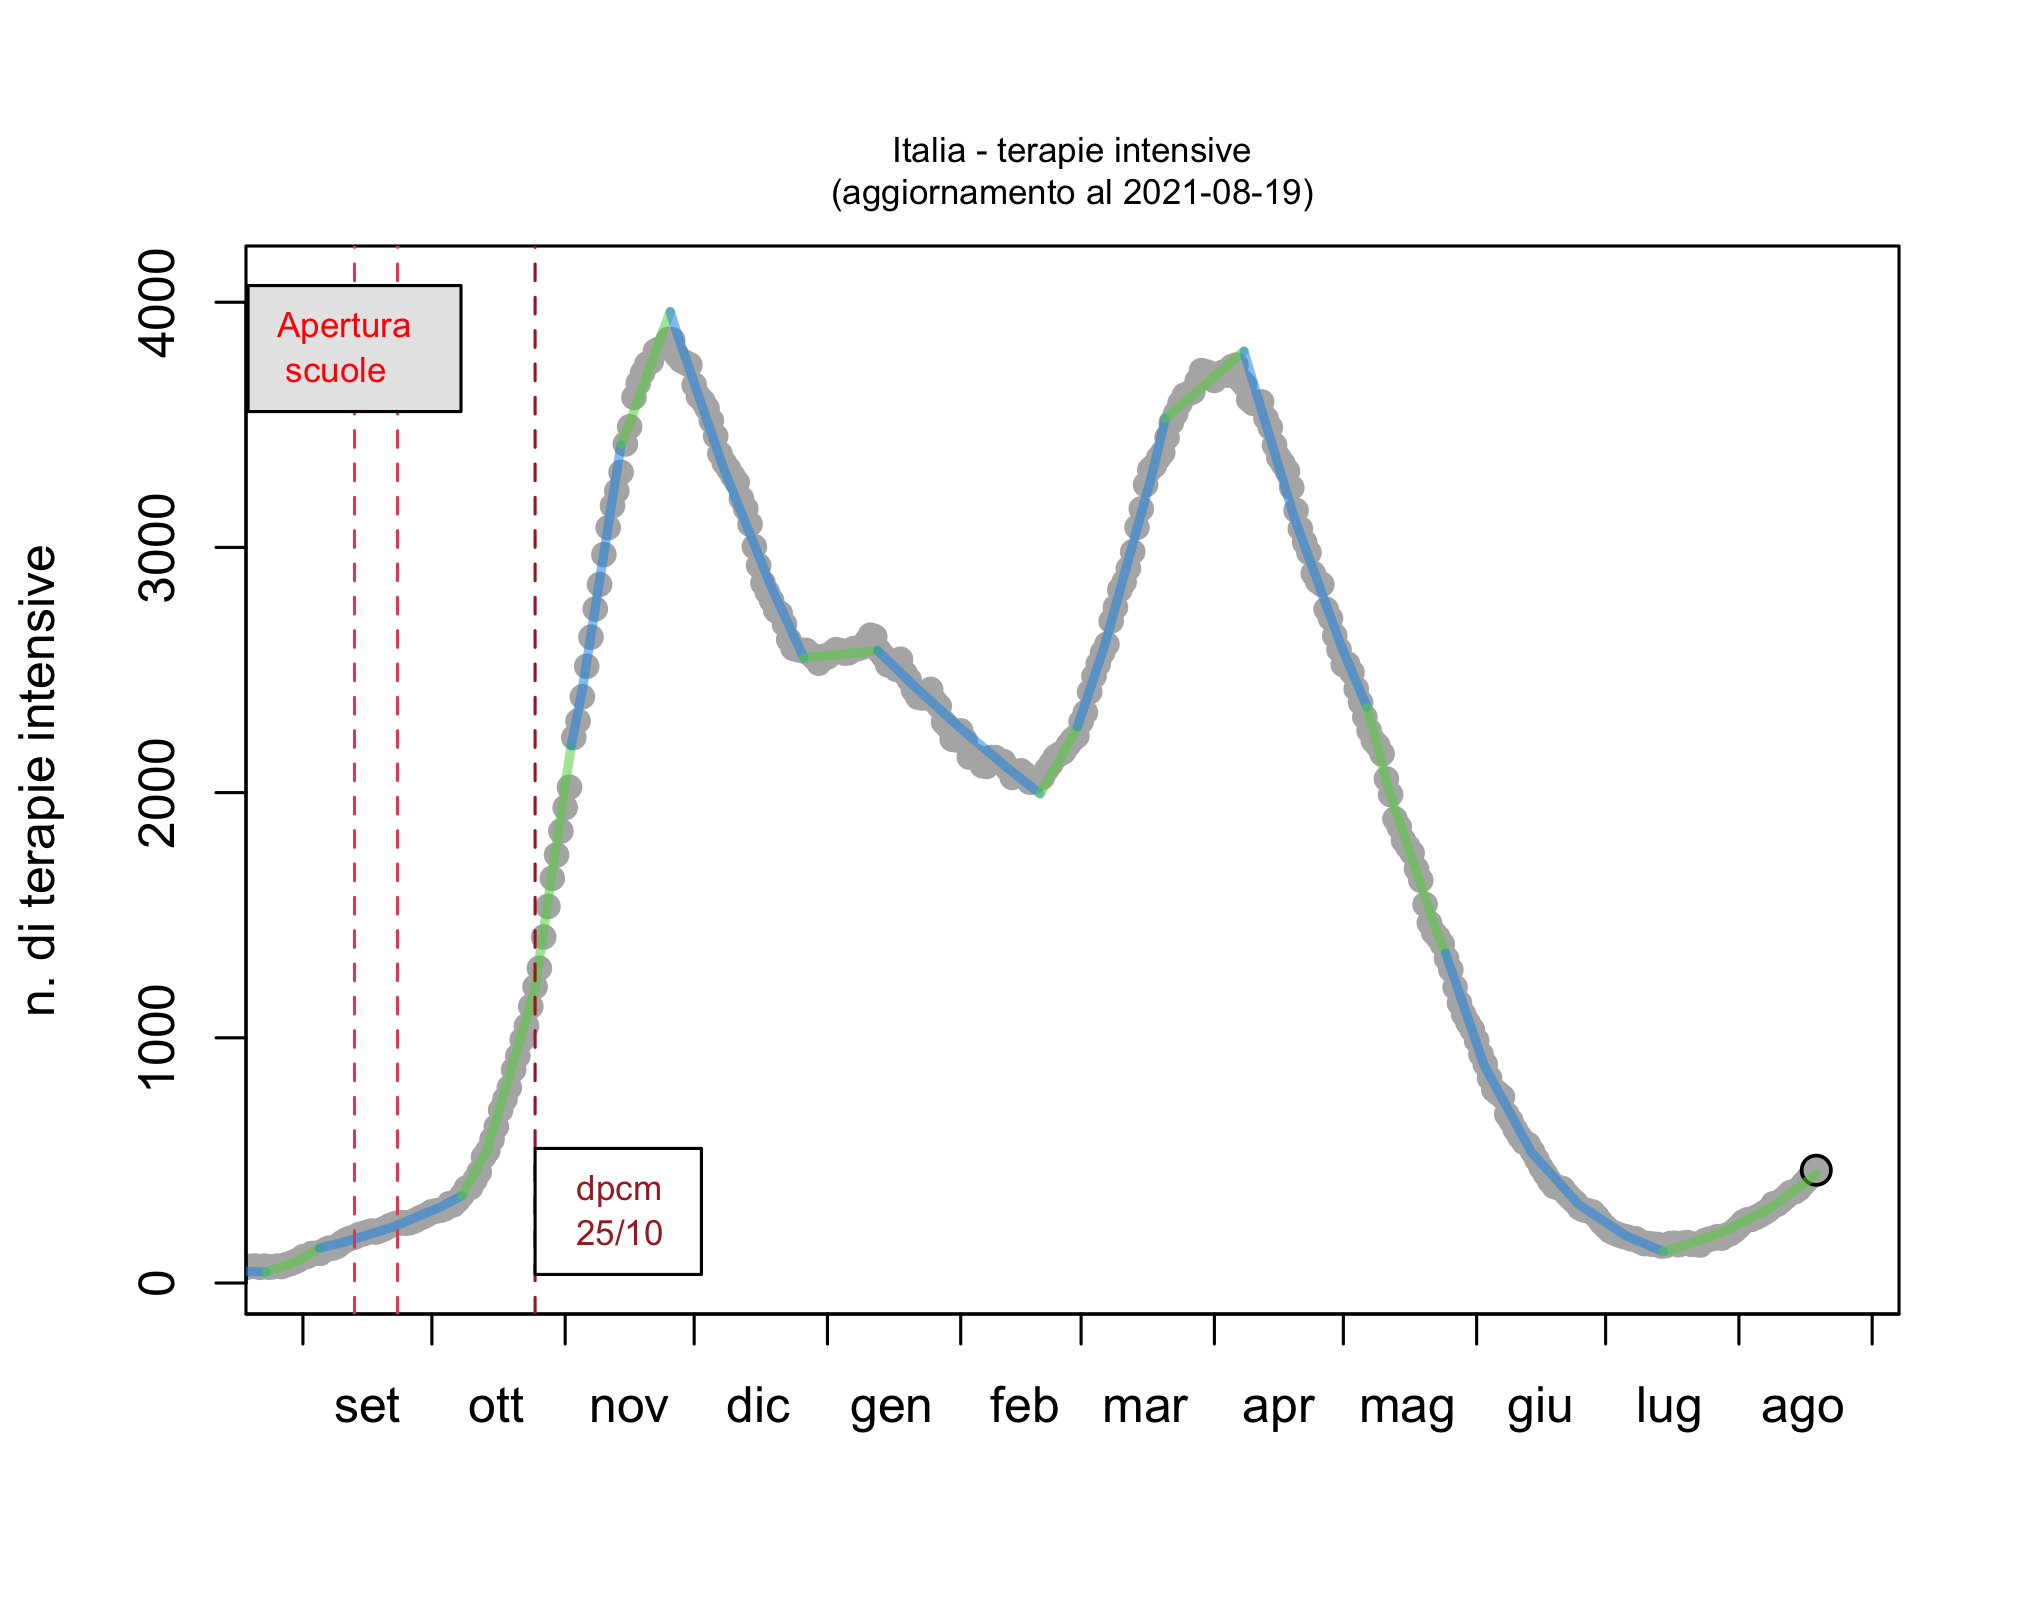 Italia - terapie intensive
(aggiornamento al 2021-08-19)
n. di terapie intensive
4000
3000
2000
1000
0
Apertura
scuole
dpcm
25/10
set ott nov dic gen feb mar apr mag giu lug ago